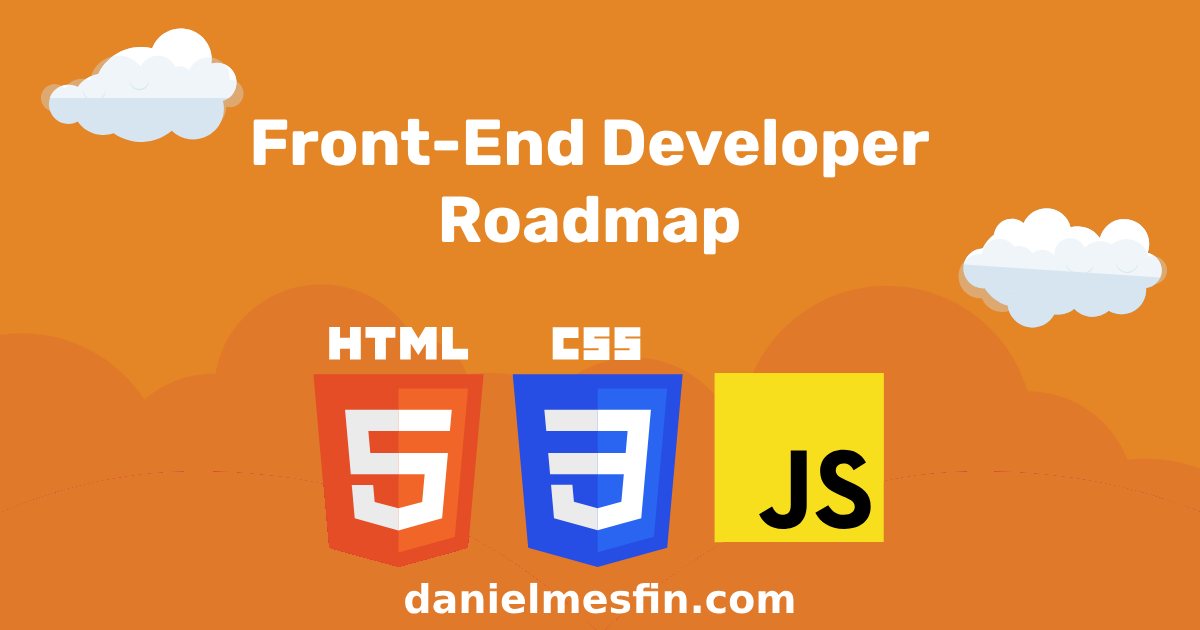 Front-End Developer
Roadmap
HTML CSS
5 3 JS
danielmesfin.com